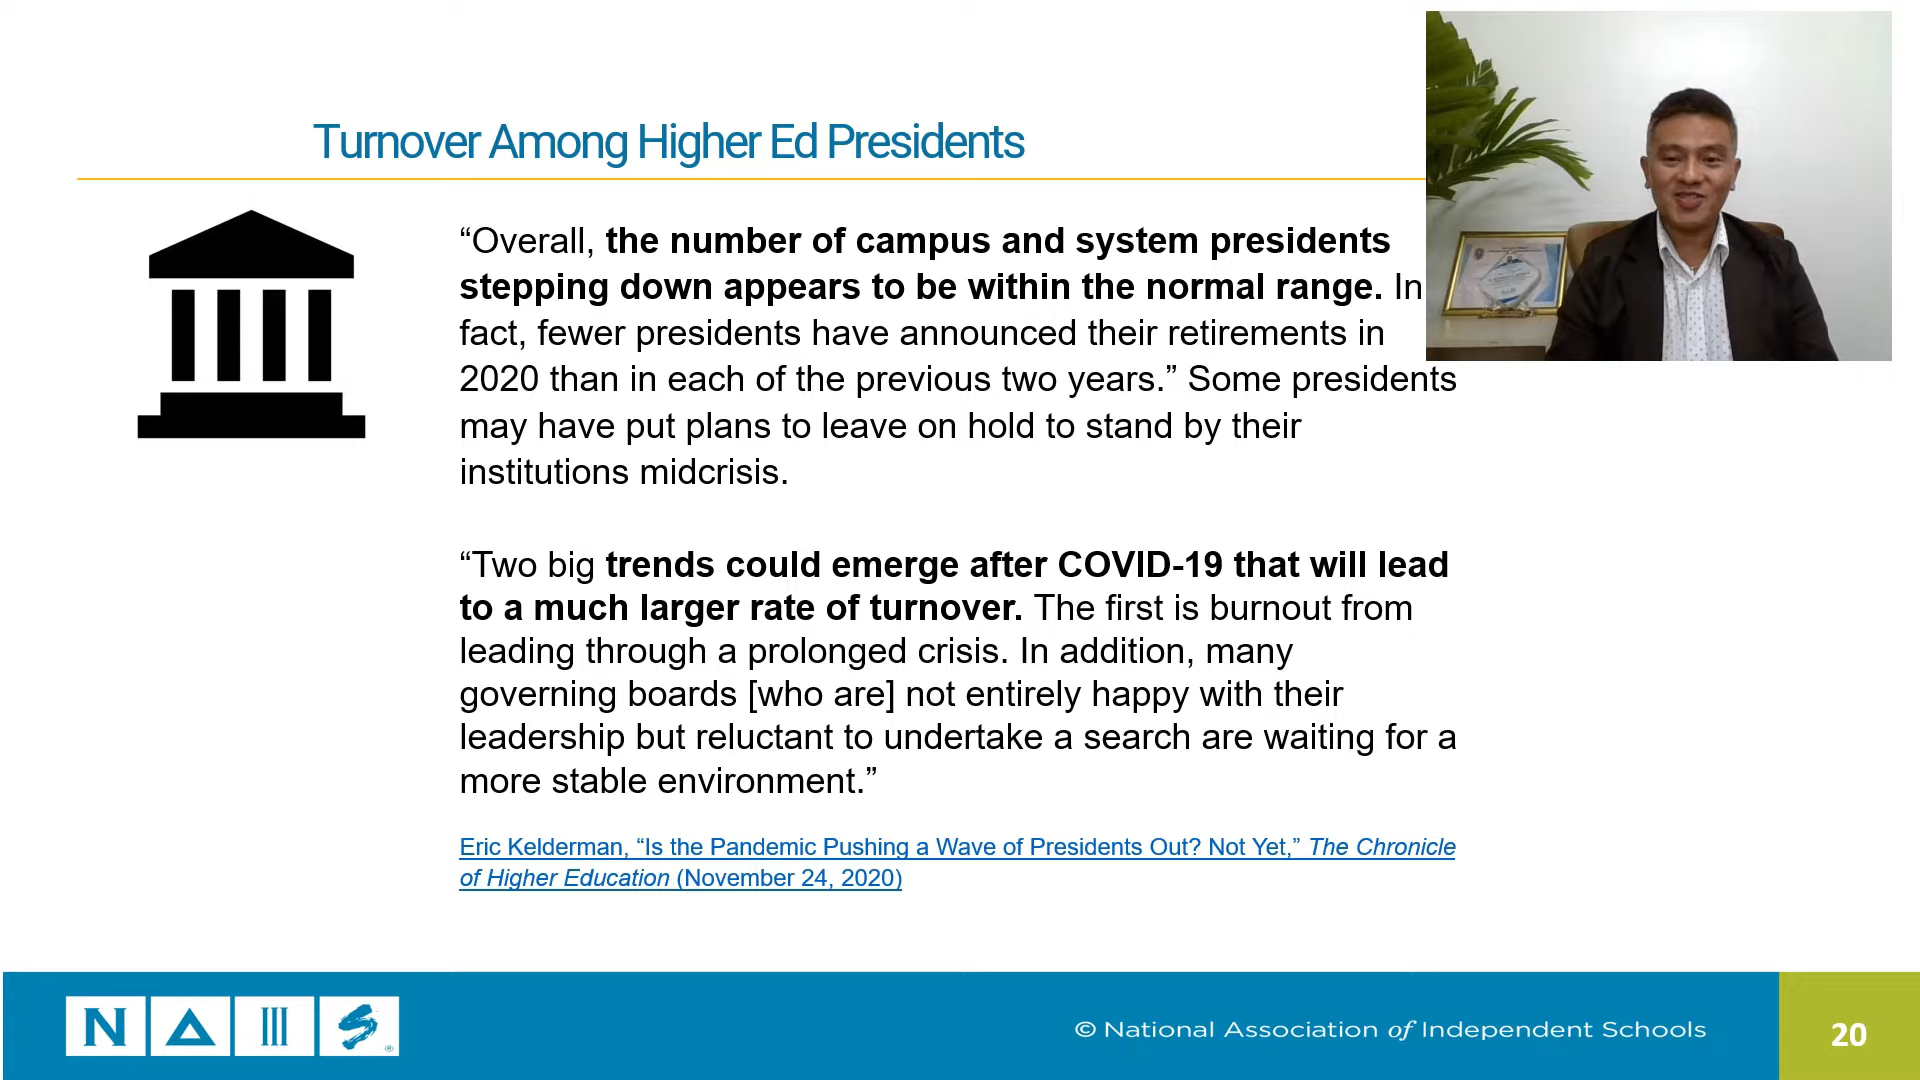 Turnover Among Higher Ed Presidents
“Overall, the number of campus and system presidents
stepping down appears to be within the normal range. In
fact, fewer presidents have announced their retirements in
2020 than in each of the previous two years.” Some presidents
may have put plans to leave on hold to stand by their
institutions midcrisis.
“Two big trends could emerge after COVID-19 that will lead
to a much larger rate of turnover. The first is burnout from
leading through a prolonged crisis. In addition, many
governing boards [who are] not entirely happy with their
leadership but reluctant to undertake a search are waiting for a
more stable environment.”
Eric Kelderman, “Is the Pandemic Pushing a Wave of Presidents Out? Not Yet,” The Chronicle
of Higher Education (November 24, 2020)
NAIS®
© National Association of Independent Schools
20